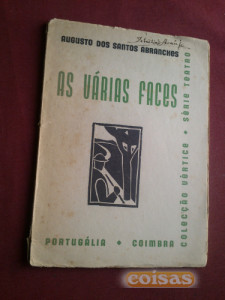 AUGUSTO DOS SANTOS ABRANCHES
AS VÁRIAS FACES
COLECÇÃO VÉRTICE • SÉRIE TEATRO
PORTUGÁLIA • COIMBRA
coisas